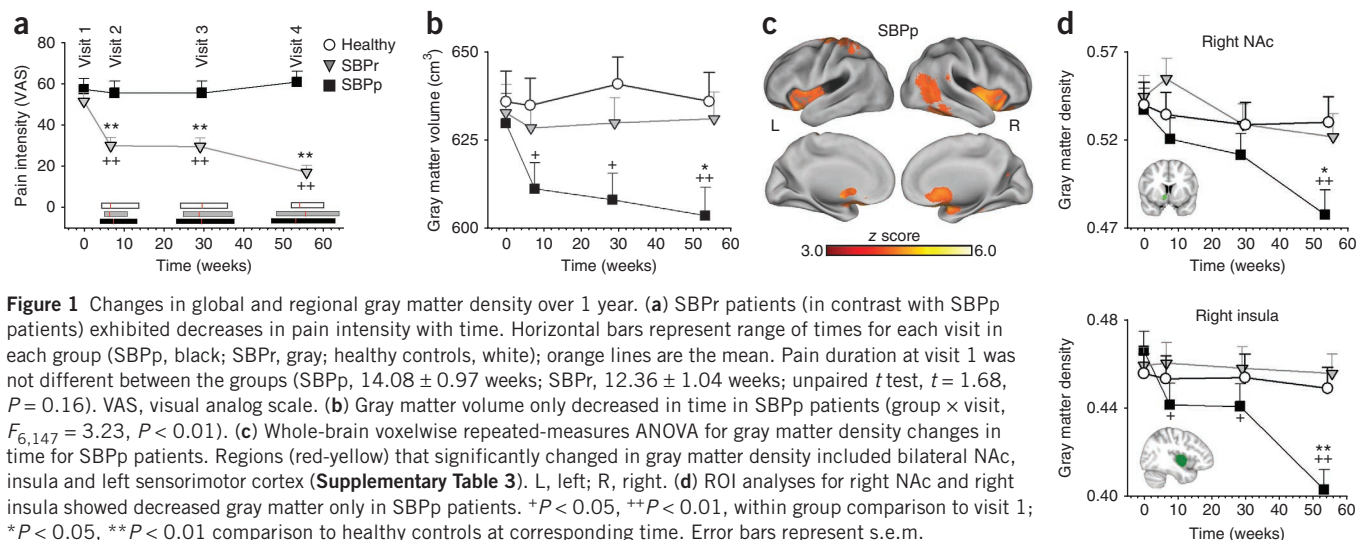 a
Visit 1
Visit 2
Visit 3
Visit 4
Healthy
SBPr
SBPp
Pain intensity (VAS)
80
60
40
20
0
**
++
**
++
**
++
0 10 20 30 40 50 60
Time (weeks)
b
Gray matter volume (cm³)
650
625
600
+
+
*
++
0 10 20 30 40 50 60
Time (weeks)
c
SBPp
L
R
z score
3.0
6.0
d
Right NAc
Gray matter density
0.57
0.52
0.47
*
++
0 10 20 30 40 50 60
Time (weeks)
Right insula
Gray matter density
0.48
0.44
0.40
+
+
**
++
0 10 20 30 40 50 60
Time (weeks)
Figure 1 Changes in global and regional gray matter density over 1 year. (a) SBPr patients (in contrast with SBPp
patients) exhibited decreases in pain intensity with time. Horizontal bars represent range of times for each visit in
each group (SBPp, black; SBPr, gray; healthy controls, white); orange lines are the mean. Pain duration at visit 1 was
not different between the groups (SBPp, 14.08 ± 0.97 weeks; SBPr, 12.36 ± 1.04 weeks; unpaired t test, t = 1.68,
P = 0.16). VAS, visual analog scale. (b) Gray matter volume only decreased in time in SBPp patients (group × visit,
F6,147 = 3.23, P < 0.01). (c) Whole-brain voxelwise repeated-measures ANOVA for gray matter density changes in
time for SBPp patients. Regions (red-yellow) that significantly changed in gray matter density included bilateral NAc,
insula and left sensorimotor cortex (Supplementary Table 3). L, left; R, right. (d) ROI analyses for right NAc and right
insula showed decreased gray matter only in SBPp patients. +P < 0.05, ++P < 0.01, within group comparison to visit 1;
*P < 0.05, **P < 0.01 comparison to healthy controls at corresponding time. Error bars represent s.e.m.